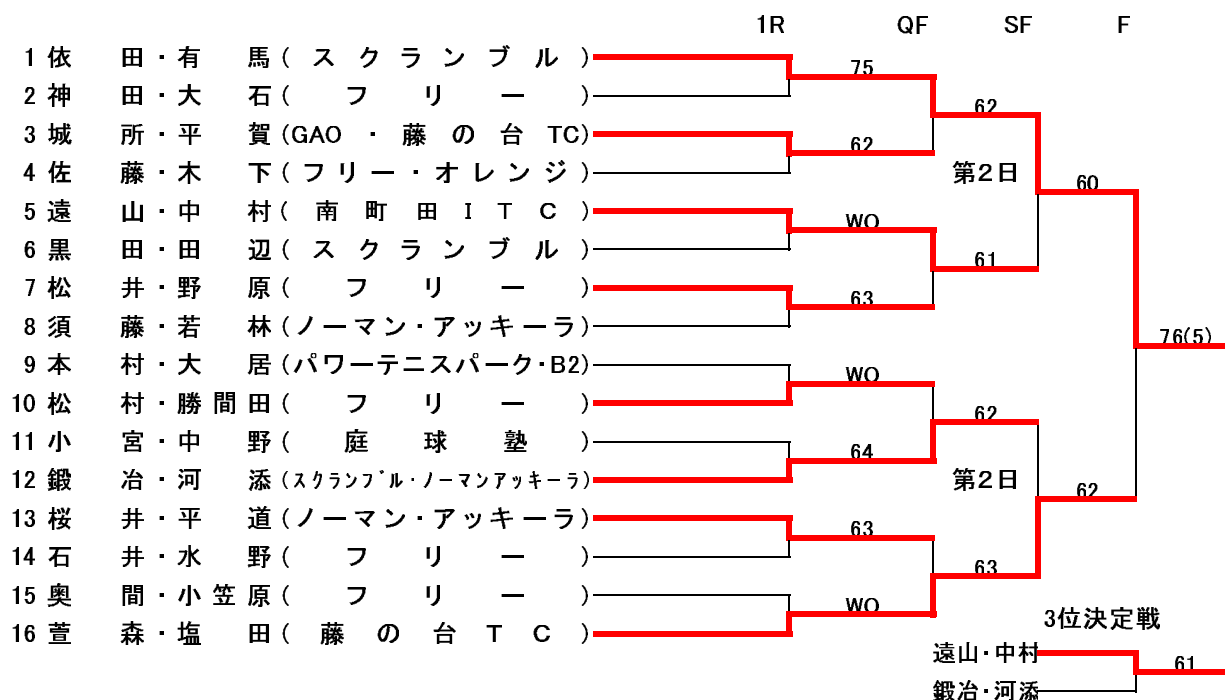 1R QF SF F
1 依田・有馬(スクランブル)
75
2 神田・大石(フリー)
62
3 城所・平賀(GAO・藤の台TC)
62
4 佐藤・木下(フリー・オレンジ)
第2日
60
5 遠山・中村(南町田ITC)
WO
6 黒田・田辺(スクランブル)
61
7 松井・野原(フリー)
63
8 須藤・若林(ノーマン・アッキーラ)
76(5)
9 本村・大居(パワーテニスパーク・B2)
WO
10 松村・勝間田(フリー)
62
11 小宮・中野(庭球塾)
64
12 鍛冶・河添(スクランブル・ノーマンアッキーラ)
第2日
62
13 桜井・平道(ノーマン・アッキーラ)
63
14 石井・水野(フリー)
63
15 奥間・小笠原(フリー)
WO
16 萱森・塩田(藤の台TC)
3位決定戦
遠山・中村
61
鍛冶・河添